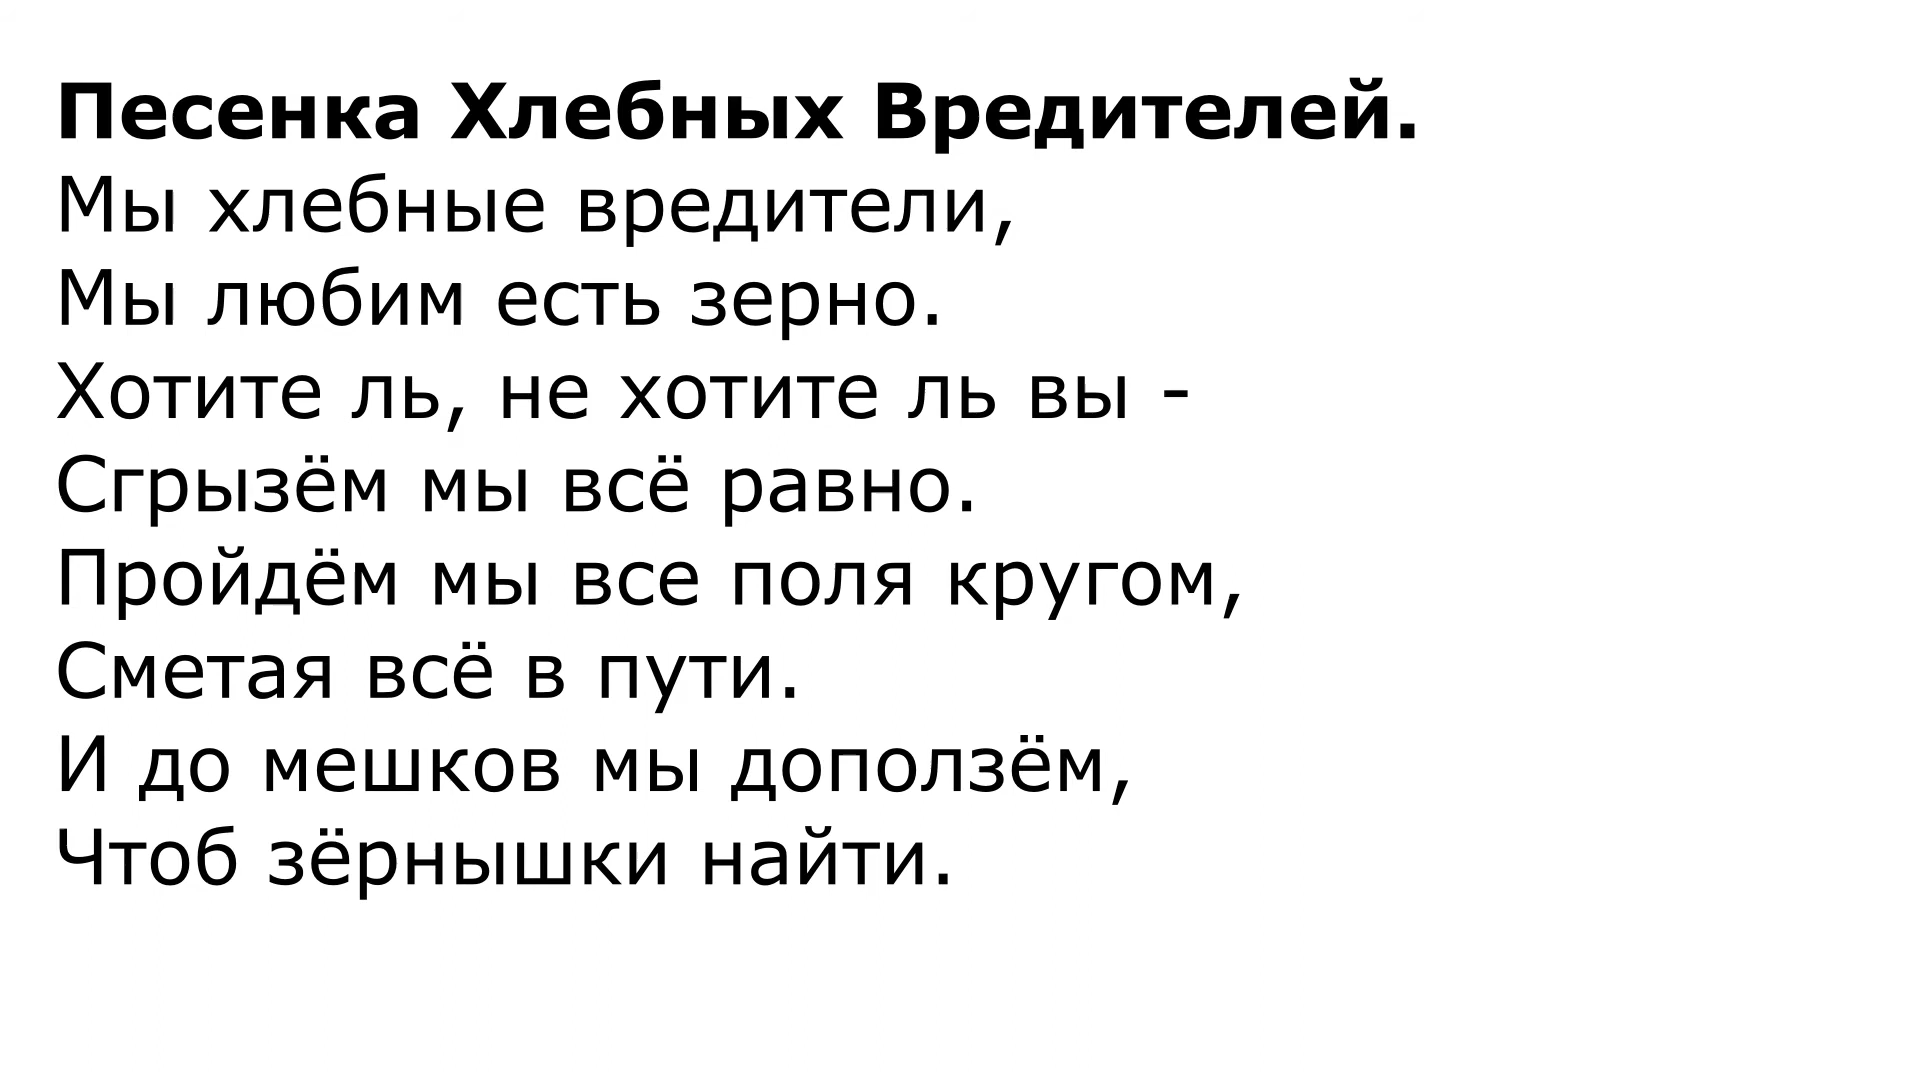 Песенка Хлебных Вредителей.
Мы хлебные вредители,
Мы любим есть зерно.
Хотите ль, не хотите ль вы -
Сгрызём мы всё равно.
Пройдём мы все поля кругом,
Сметая всё в пути.
И до мешков мы доползём,
Чтоб зёрнышки найти.